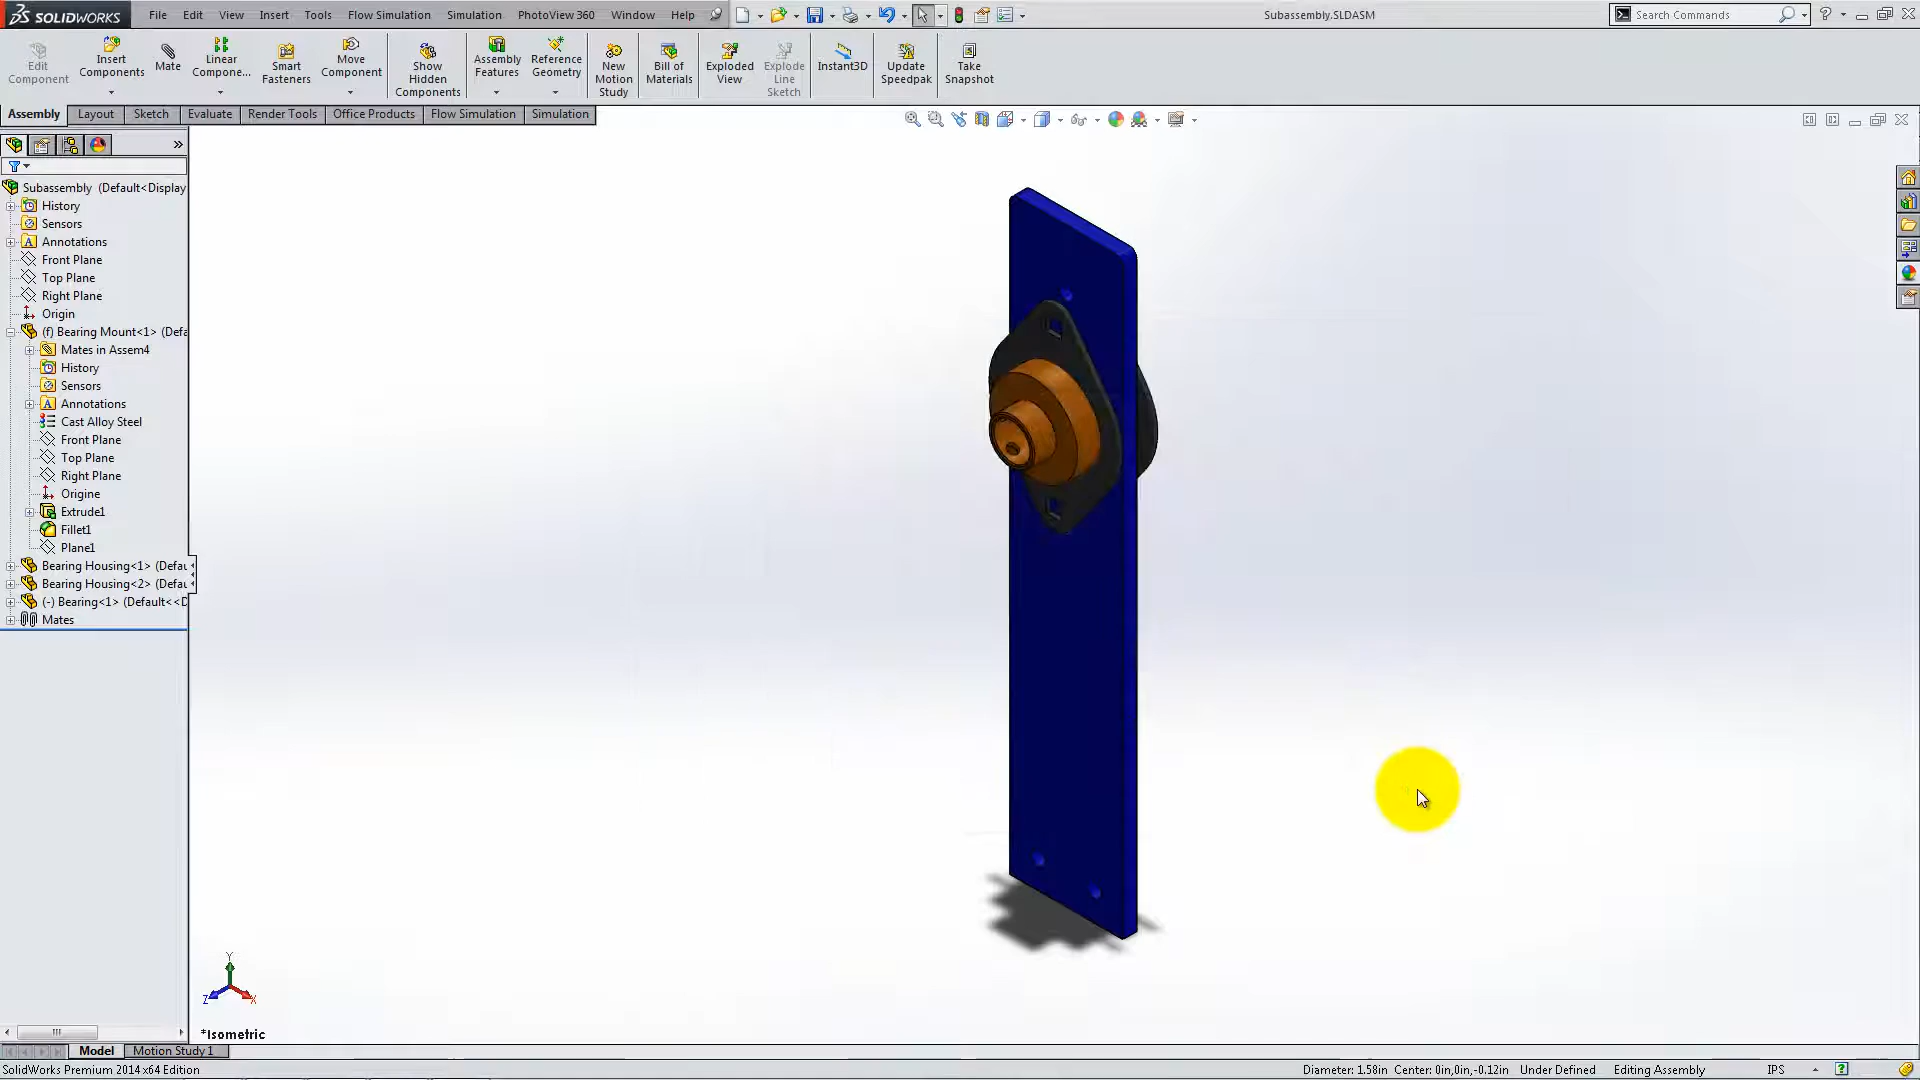 SOLIDWORKS File Edit View Insert Tools Flow Simulation Simulation PhotoView 360 Window Help Subassembly.SLDASM Search Commands ?
Edit Component
Insert Components
Mate
Linear Compone...
Smart Fasteners
Move Component
Show Hidden Components
Assembly Features
Reference Geometry
New Motion Study
Bill of Materials
Exploded View
Explode Line Sketch
Instant3D
Update Speedpak
Take Snapshot
Assembly Layout Sketch Evaluate Render Tools Office Products Flow Simulation Simulation
Subassembly (Default<Display
History
Sensors
Annotations
Front Plane
Top Plane
Right Plane
Origin
(f) Bearing Mount<1> (Defa
Mates in Assem4
History
Sensors
Annotations
Cast Alloy Steel
Front Plane
Top Plane
Right Plane
Origine
Extrude1
Fillet1
Plane1
Bearing Housing<1> (Defau
Bearing Housing<2> (Defau
(-) Bearing<1> (Default<<D
Mates
Y
Z X
*Isometric
Model Motion Study 1
SolidWorks Premium 2014 x64 Edition Diameter: 1.58in Center: 0in,0in,-0.12in Under Defined Editing Assembly IPS ?